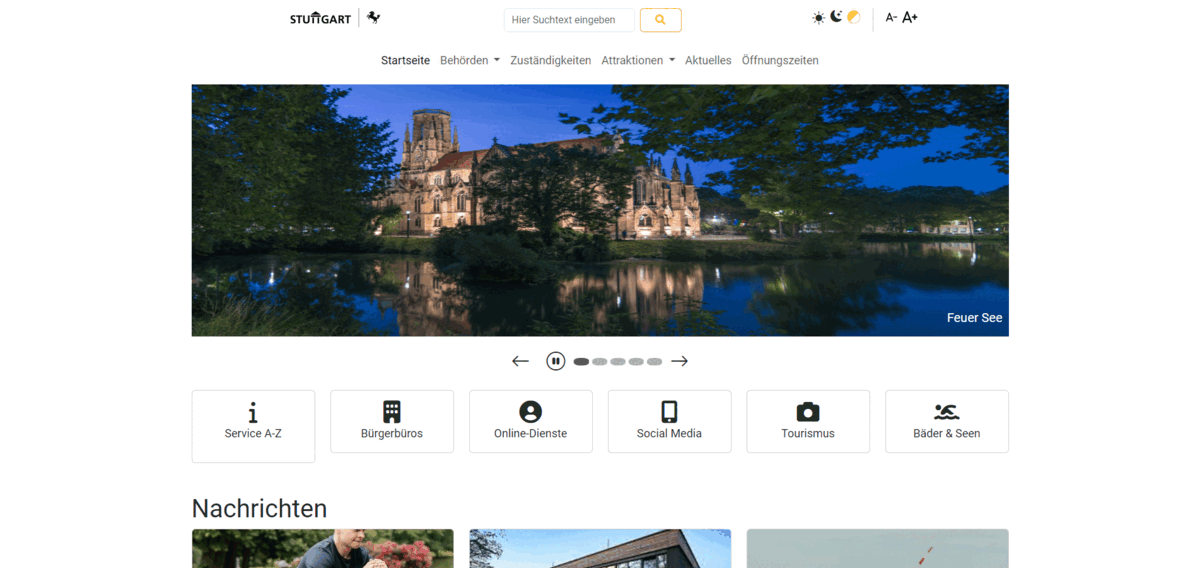 STUTTGART
Hier Suchtext eingeben
A- A+
Startseite Behörden Zuständigkeiten Attraktionen Aktuelles Öffnungszeiten
Feuer See
Service A-Z Bürgerbüros Online-Dienste Social Media Tourismus Bäder & Seen
Nachrichten